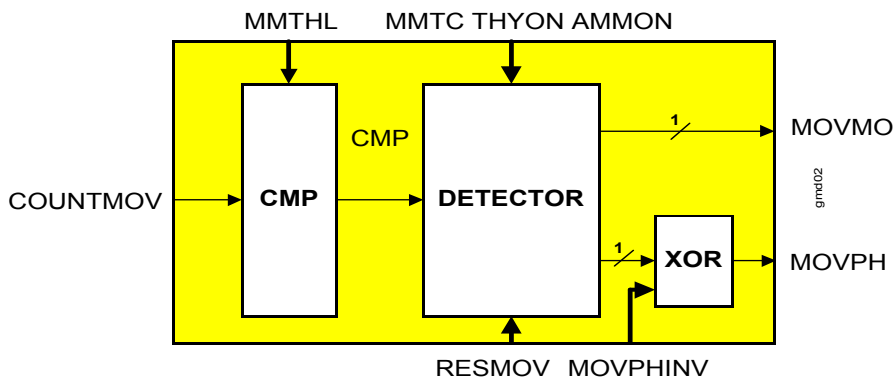 MMTHL
MMTC THYON AMMON
COUNTMOV
CMP
CMP
DETECTOR
1
MOVMO
gmd02
1
XOR
MOVPH
RESMOV
MOVPHINV